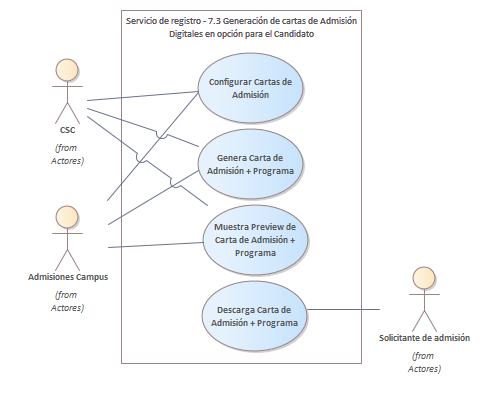 Servicio de registro - 7.3 Generación de cartas de Admisión
Digitales en opción para el Candidato
Configurar Cartas de
Admisión
CSC
(from
Actores)
Genera Carta de
Admisión + Programa
Muestra Preview de
Carta de Admisión +
Programa
Admisiones Campus
(from
Actores)
Descarga Carta de
Admisión + Programa
Solicitante de admisión
(from
Actores)